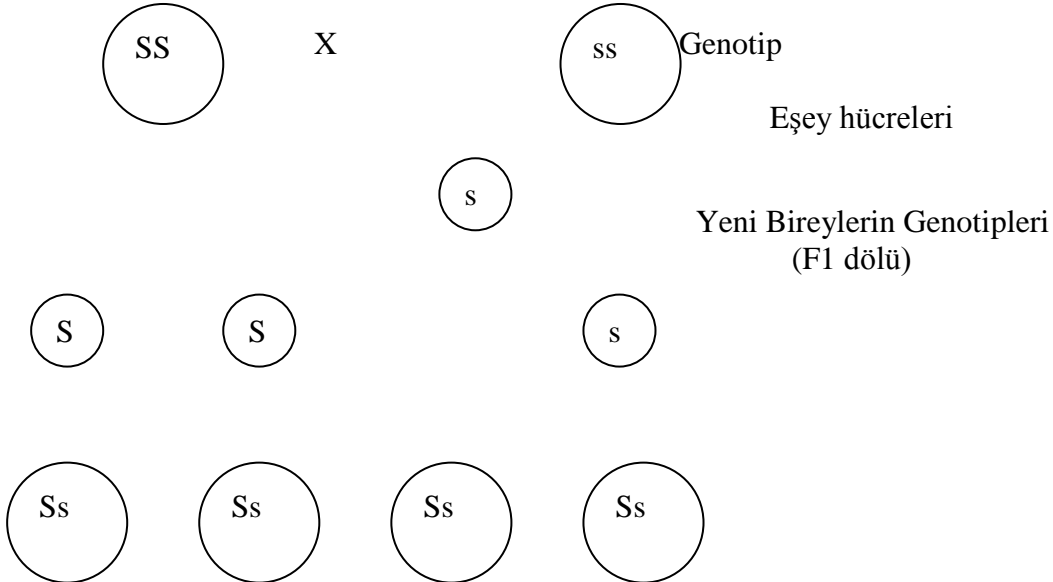 SS X ss Genotip
Eşey hücreleri
s
Yeni Bireylerin Genotipleri
(F1 dölü)
S S s
Ss Ss Ss Ss